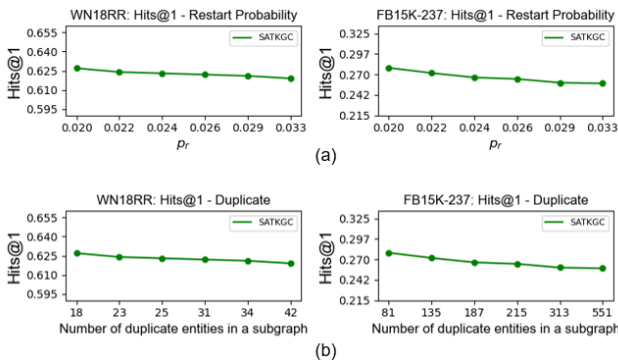 WN18RR: Hits@1 - Restart Probability
Hits@1
0.655
0.640
0.625
0.610
0.595
SATKGC
0.020 0.022 0.024 0.026 0.029 0.033
pr
FB15K-237: Hits@1 - Restart Probability
Hits@1
0.325
0.297
0.270
0.242
0.215
SATKGC
0.020 0.022 0.024 0.026 0.029 0.033
pr
(a)
WN18RR: Hits@1 - Duplicate
Hits@1
0.655
0.640
0.625
0.610
0.595
SATKGC
18 23 25 31 34 42
Number of duplicate entities in a subgraph
FB15K-237: Hits@1 - Duplicate
Hits@1
0.325
0.297
0.270
0.242
0.215
SATKGC
81 135 187 215 313 551
Number of duplicate entities in a subgraph
(b)